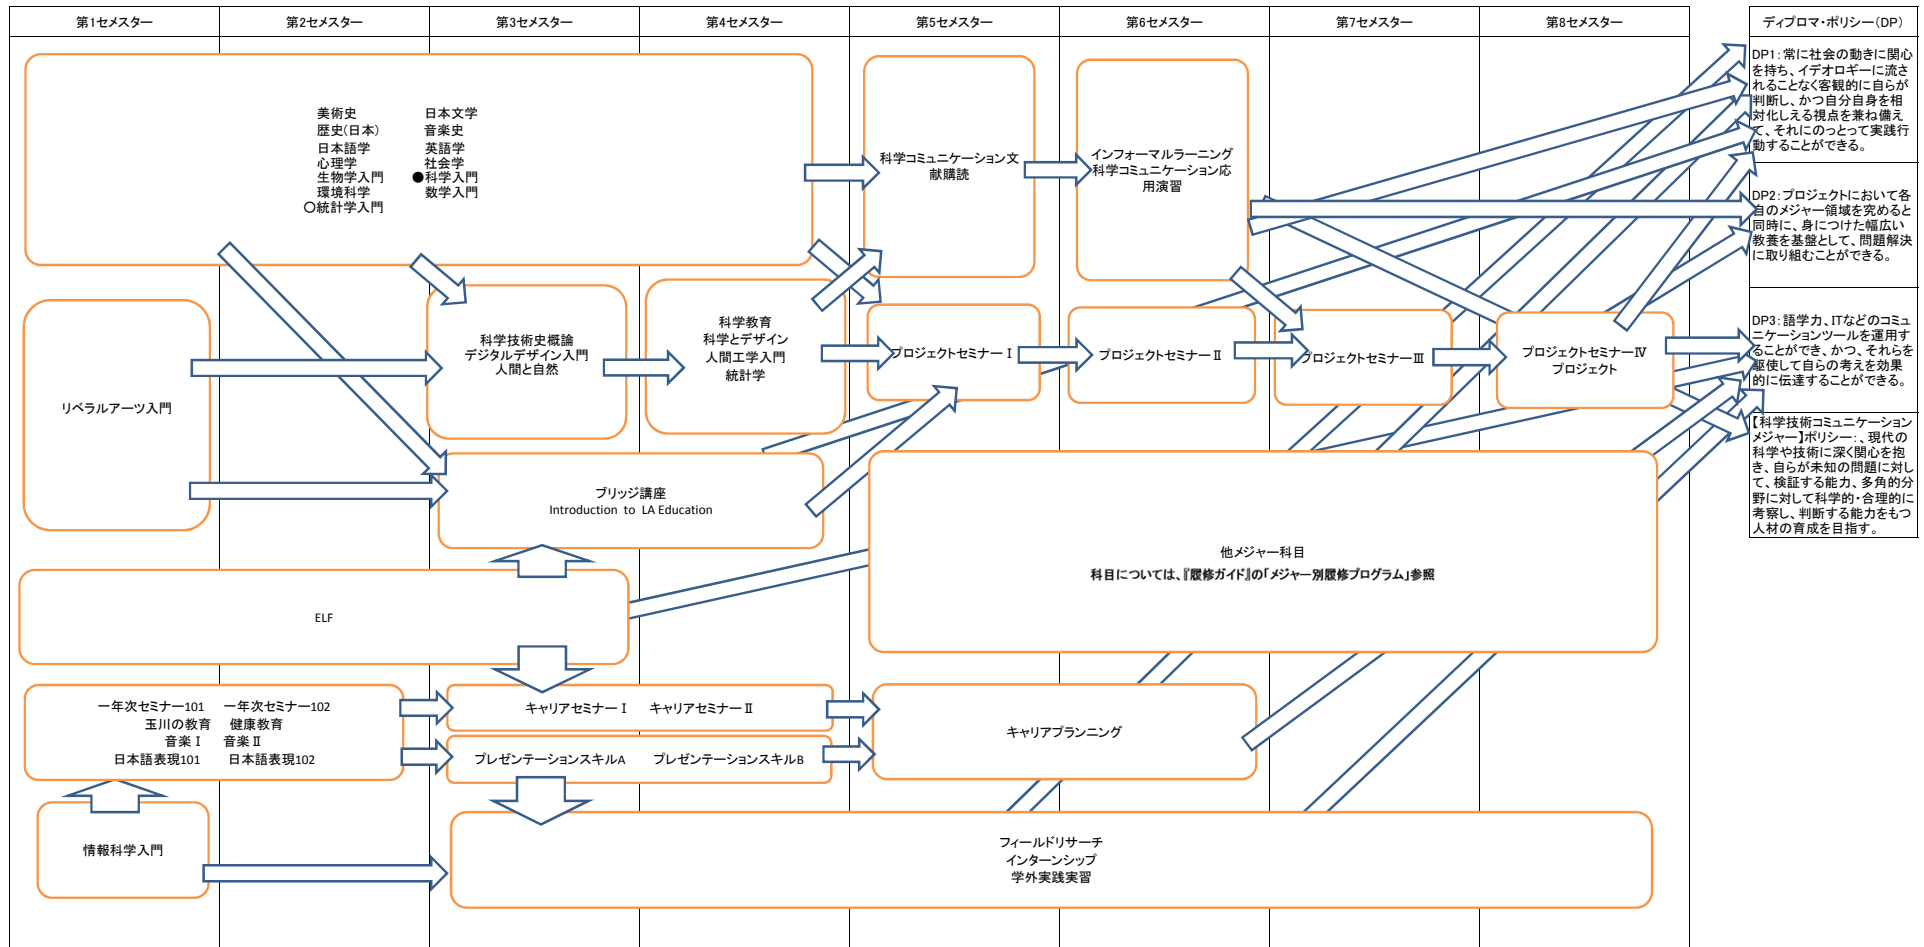 第1セメスター
第2セメスター
第3セメスター
第4セメスター
第5セメスター
第6セメスター
第7セメスター
第8セメスター
ディプロマ・ポリシー(DP)
美術史 日本文学
歴史(日本) 音楽史
日本語学 英語学
心理学 社会学
生物学入門 ●科学入門
環境科学 数学入門
○統計学入門
科学コミュニケーション文
献購読
インフォーマルラーニング
科学コミュニケーション応
用演習
リベラルアーツ入門
科学技術史概論
デジタルデザイン入門
人間と自然
科学教育
科学とデザイン
人間工学入門
統計学
プロジェクトセミナーⅠ
プロジェクトセミナーⅡ
プロジェクトセミナーⅢ
プロジェクトセミナーⅣ
プロジェクト
ブリッジ講座
Introduction to LA Education
他メジャー科目
科目については、『履修ガイド』の「メジャー別履修プログラム」参照
ELF
一年次セミナー101 一年次セミナー102
玉川の教育 健康教育
音楽Ⅰ 音楽Ⅱ
日本語表現101 日本語表現102
キャリアセミナーⅠ キャリアセミナーⅡ
プレゼンテーションスキルA プレゼンテーションスキルB
キャリアプランニング
情報科学入門
フィールドリサーチ
インターンシップ
学外実践実習
DP1:常に社会の動きに関心
を持ち、イデオロギーに流さ
れることなく客観的に自らが
判断し、かつ自分自身を相
対化しえる視点を兼ね備え
て、それにのっとって実践行
動することができる。
DP2:プロジェクトにおいて各
自のメジャー領域を究めると
同時に、身につけた幅広い
教養を基盤として、問題解決
に取り組むことができる。
DP3:語学力、ITなどのコミュ
ニケーションツールを運用す
ることができ、かつ、それらを
駆使して自らの考えを効果
的に伝達することができる。
【科学技術コミュニケーション
メジャー】ポリシー:、現代の
科学や技術に深く関心を抱
き、自らが未知の問題に対し
て、検証する能力、多角的分
野に対して科学的・合理的に
考察し、判断する能力をもつ
人材の育成を目指す。